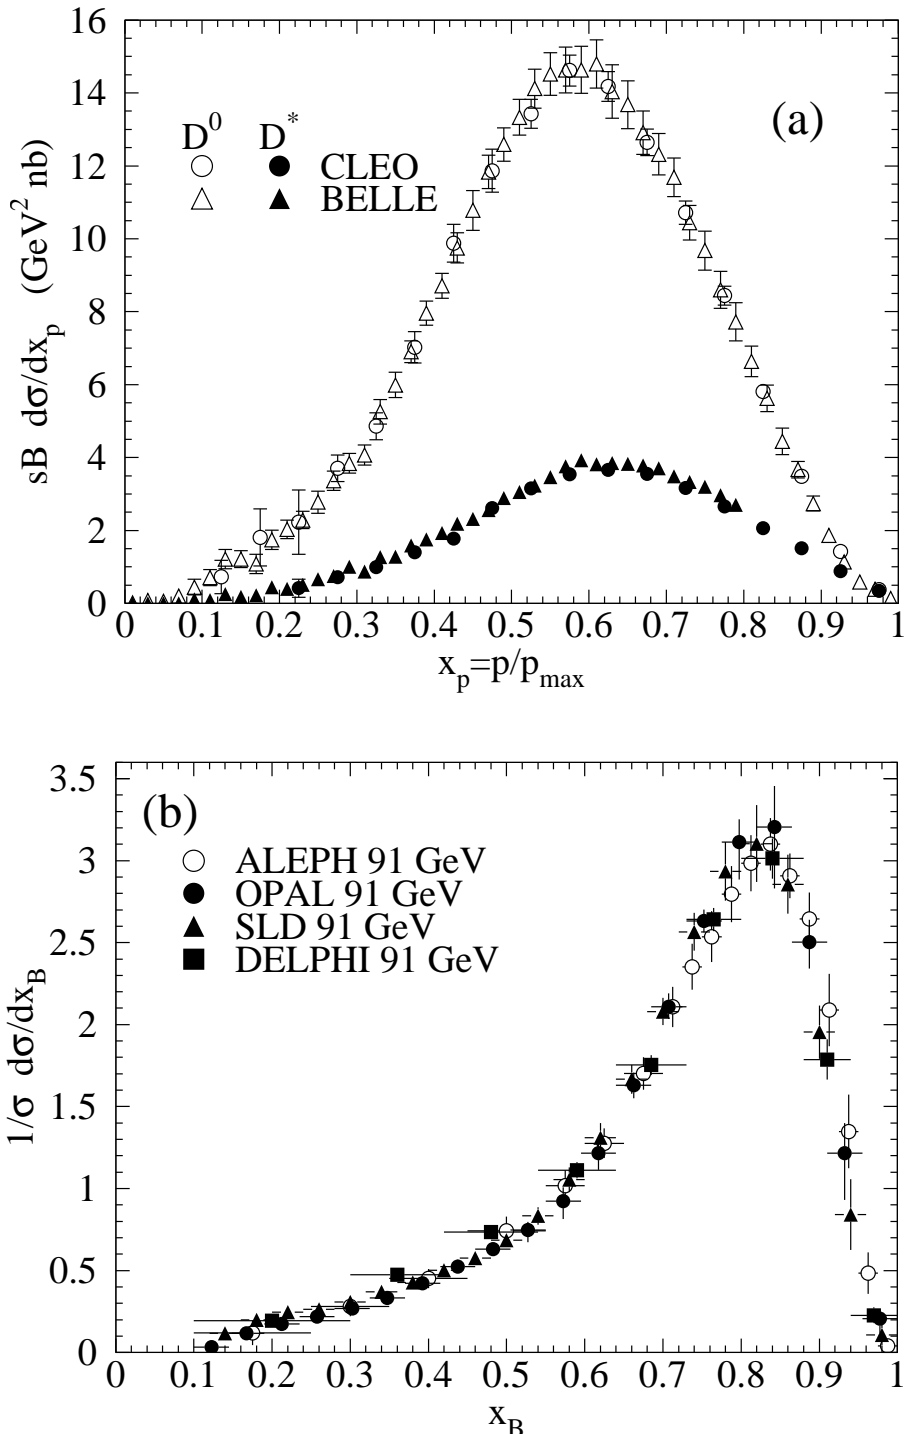 16
14
12
10
8
6
4
2
0
sB dσ/dx_p (GeV² nb)
(a)
D⁰ D*
CLEO
BELLE
0 0.1 0.2 0.3 0.4 0.5 0.6 0.7 0.8 0.9 1
x_p=p/p_max
3.5
3
2.5
2
1.5
1
0.5
0
1/σ dσ/dx_B
(b)
ALEPH 91 GeV
OPAL 91 GeV
SLD 91 GeV
DELPHI 91 GeV
0 0.1 0.2 0.3 0.4 0.5 0.6 0.7 0.8 0.9 1
x_B